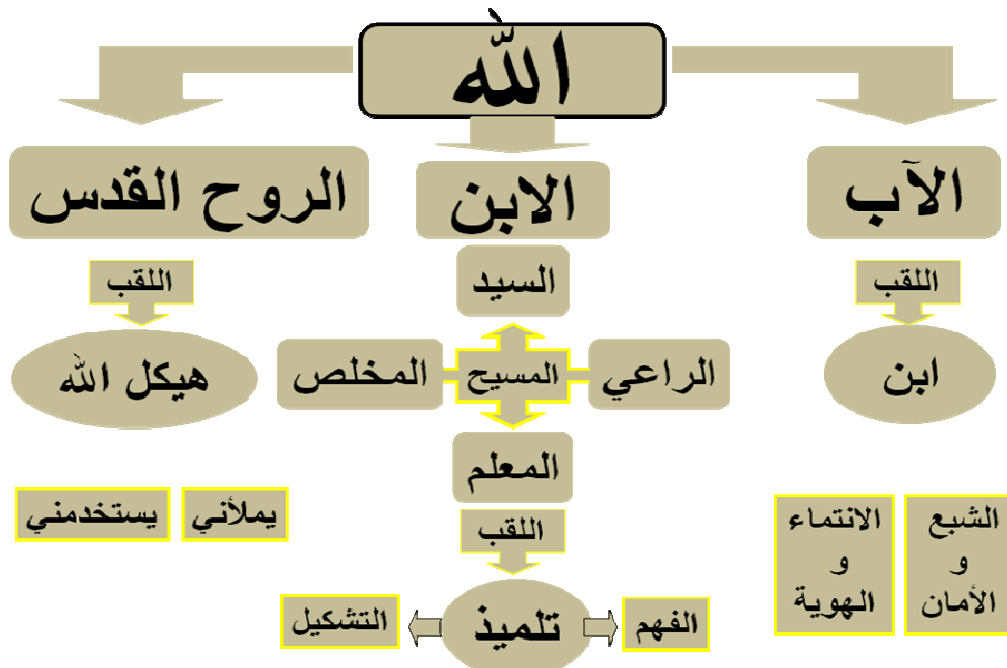 الله
الآب
الابن
الروح القدس
اللقب
ابن
الشبع
و
الأمان
الانتماء
و
الهوية
السيد
الراعي
المسيح
المخلص
المعلم
اللقب
تلميذ
الفهم
التشكيل
اللقب
هيكل الله
يملأني
يستخدمني